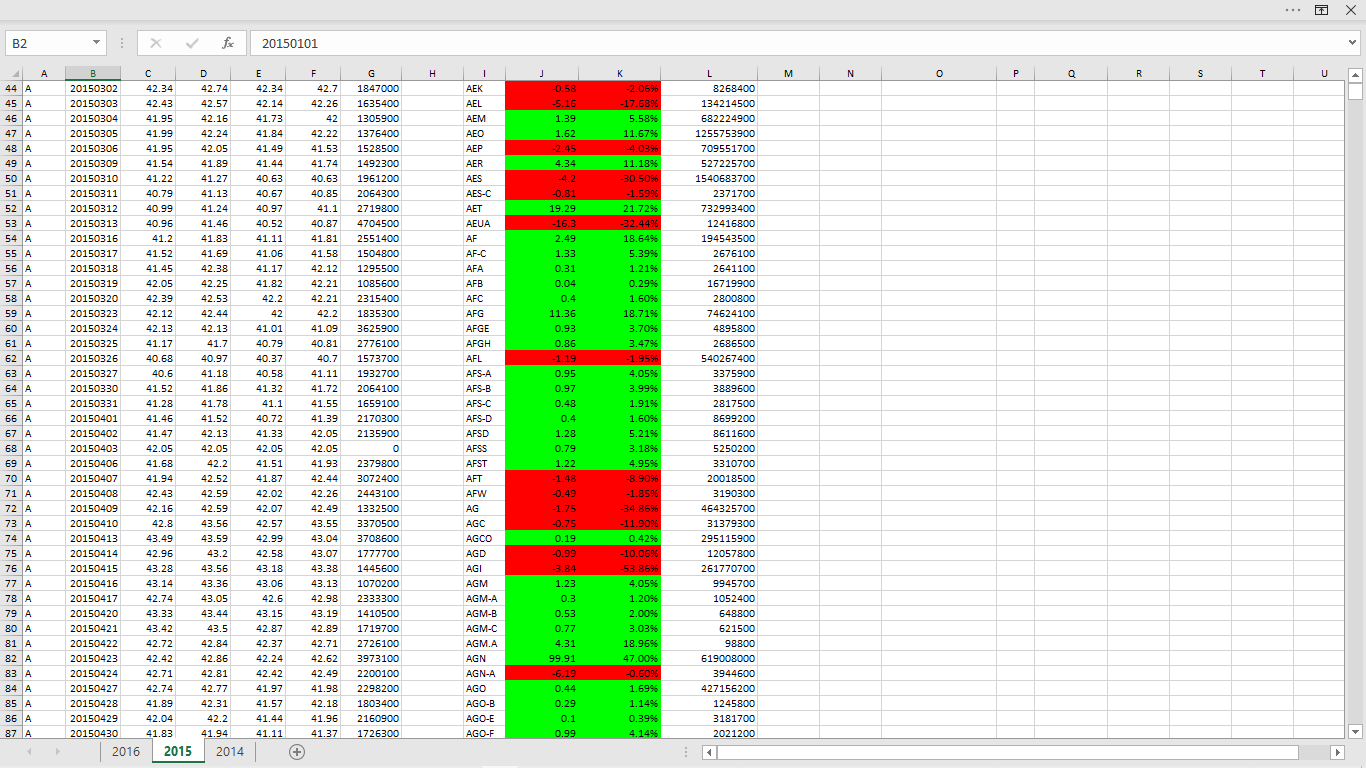 B2 20150101
A B C D E F G H I J K L M N O P Q R S T U
44 A 20150302 42.34 42.74 42.34 42.7 1847000 AEK -0.58 -2.06% 8268400
45 A 20150303 42.43 42.57 42.14 42.26 1635400 AEL -5.16 -17.68% 134214500
46 A 20150304 41.95 42.16 41.73 42 1305900 AEM 1.39 5.58% 682224900
47 A 20150305 41.99 42.24 41.84 42.22 1376400 AEO 1.62 11.67% 1255753900
48 A 20150306 41.95 42.05 41.49 41.53 1528500 AEP -2.45 -4.03% 709551700
49 A 20150309 41.54 41.89 41.44 41.74 1492300 AER 4.34 11.18% 527225700
50 A 20150310 41.22 41.27 40.63 40.63 1961200 AES -4.2 -30.50% 1540683700
51 A 20150311 40.79 41.13 40.67 40.85 2064300 AES-C -0.81 -1.59% 2371700
52 A 20150312 40.99 41.24 40.97 41.1 2719800 AET 19.29 21.72% 732993400
53 A 20150313 40.96 41.46 40.52 40.87 4704500 AEUA -16.3 -32.44% 12416800
54 A 20150316 41.2 41.83 41.11 41.81 2551400 AF 2.49 18.64% 194543500
55 A 20150317 41.52 41.69 41.06 41.58 1504800 AF-C 1.33 5.39% 2676100
56 A 20150318 41.45 42.38 41.17 42.12 1295500 AFA 0.31 1.21% 2641100
57 A 20150319 42.05 42.25 41.82 42.21 1085600 AFB 0.04 0.29% 16719900
58 A 20150320 42.39 42.53 42.2 42.21 2315400 AFC 0.4 1.60% 2800800
59 A 20150323 42.12 42.44 42 42.2 1835300 AFG 11.36 18.71% 74624100
60 A 20150324 42.13 42.13 41.01 41.09 3625900 AFGE 0.93 3.70% 4895800
61 A 20150325 41.17 41.7 40.79 40.81 2776100 AFGH 0.86 3.47% 2686500
62 A 20150326 40.68 40.97 40.37 40.7 1573700 AFL -1.19 -1.95% 540267400
63 A 20150327 40.6 41.18 40.58 41.11 1932700 AFS-A 0.95 4.05% 3375900
64 A 20150330 41.52 41.86 41.32 41.72 2064100 AFS-B 0.97 3.99% 3889600
65 A 20150331 41.28 41.78 41.1 41.55 1659100 AFS-C 0.48 1.91% 2817500
66 A 20150401 41.46 41.52 40.72 41.39 2170300 AFS-D 0.4 1.60% 8699200
67 A 20150402 41.47 42.13 41.33 42.05 2135900 AFSD 1.28 5.21% 8611600
68 A 20150403 42.05 42.05 42.05 42.05 0 AFSS 0.79 3.18% 5250200
69 A 20150406 41.68 42.2 41.51 41.93 2379800 AFST 1.22 4.95% 3310700
70 A 20150407 41.94 42.52 41.87 42.44 3072400 AFT -1.48 -8.90% 20018500
71 A 20150408 42.43 42.59 42.02 42.26 2443100 AFW -0.49 -1.85% 3190300
72 A 20150409 42.16 42.59 42.07 42.49 1332500 AG -1.75 -34.86% 464325700
73 A 20150410 42.8 43.56 42.57 43.55 3370500 AGC -0.75 -11.90% 31379300
74 A 20150413 43.49 43.59 42.99 43.04 3708600 AGCO 0.19 0.42% 295115900
75 A 20150414 42.96 43.2 42.58 43.07 1777700 AGD -0.99 -10.06% 12057800
76 A 20150415 43.28 43.56 43.18 43.38 1445600 AGI -3.84 -53.86% 261770700
77 A 20150416 43.14 43.36 43.06 43.13 1070200 AGM 1.23 4.05% 9945700
78 A 20150417 42.74 43.05 42.6 42.98 2333300 AGM-A 0.3 1.20% 1052400
79 A 20150420 43.33 43.44 43.15 43.19 1410500 AGM-B 0.53 2.00% 648800
80 A 20150421 43.42 43.5 42.87 42.89 1719700 AGM-C 0.77 3.03% 621500
81 A 20150422 42.72 42.84 42.37 42.71 2726100 AGM.A 4.31 18.96% 98800
82 A 20150423 42.42 42.86 42.24 42.62 3973100 AGN 99.91 47.00% 619008000
83 A 20150424 42.71 42.81 42.42 42.49 2200100 AGN-A -6.19 -0.60% 3944600
84 A 20150427 42.74 42.77 41.97 41.98 2298200 AGO 0.44 1.69% 427156200
85 A 20150428 41.89 42.31 41.57 42.18 1803400 AGO-B 0.29 1.14% 1245800
86 A 20150429 42.04 42.2 41.44 41.96 2160900 AGO-E 0.1 0.39% 3181700
87 A 20150430 41.83 41.94 41.11 41.37 1726300 AGO-F 0.99 4.14% 2021200
2016 2015 2014